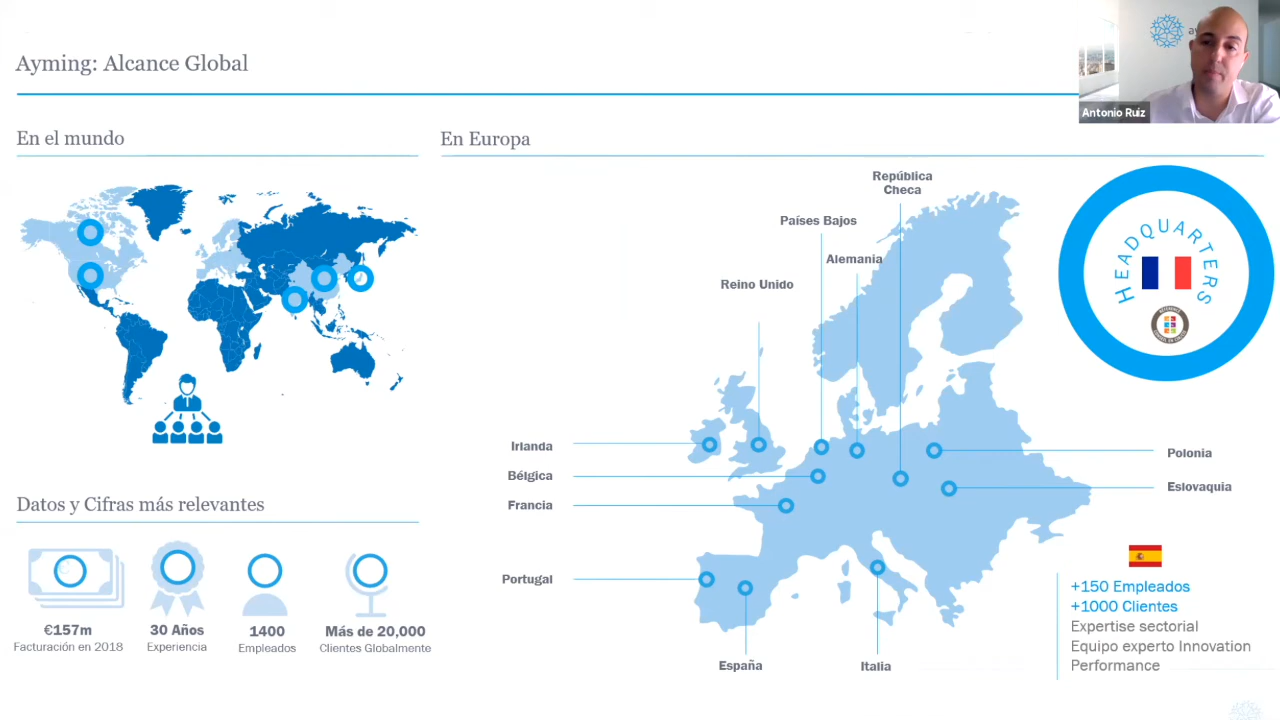 Ayming: Alcance Global
Antonio Ruiz
En el mundo
En Europa
República
Checa
Países Bajos
Alemania
Reino Unido
HEADQUARTERS
Irlanda
Bélgica
Francia
Portugal
España
Italia
Polonia
Eslovaquia
Datos y Cifras más relevantes
€157m
Facturación en 2018
30 Años
Experiencia
1400
Empleados
Más de 20,000
Clientes Globalmente
+150 Empleados
+1000 Clientes
Expertise sectorial
Equipo experto Innovation
Performance